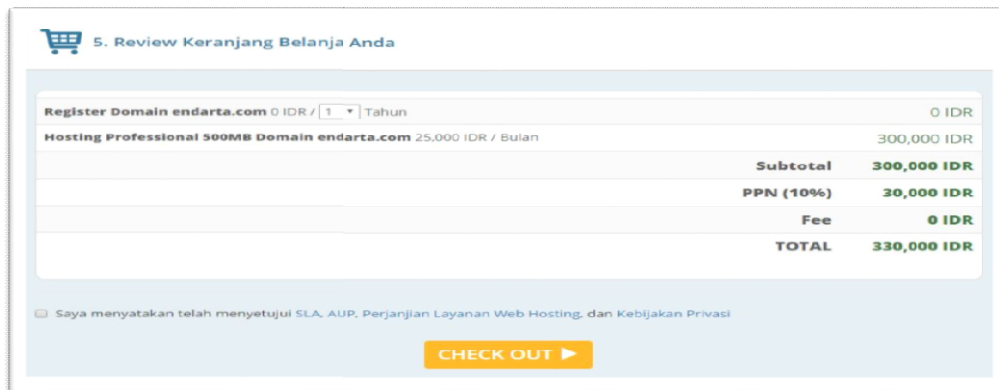 5. Review Keranjang Belanja Anda
Register Domain endarta.com 0 IDR / 1 Tahun 0 IDR
Hosting Professional 500MB Domain endarta.com 25,000 IDR / Bulan 300,000 IDR
Subtotal 300,000 IDR
PPN (10%) 30,000 IDR
Fee 0 IDR
TOTAL 330,000 IDR
Saya menyatakan telah menyetujui SLA, AUP, Perjanjian Layanan Web Hosting, dan Kebijakan Privasi
CHECK OUT